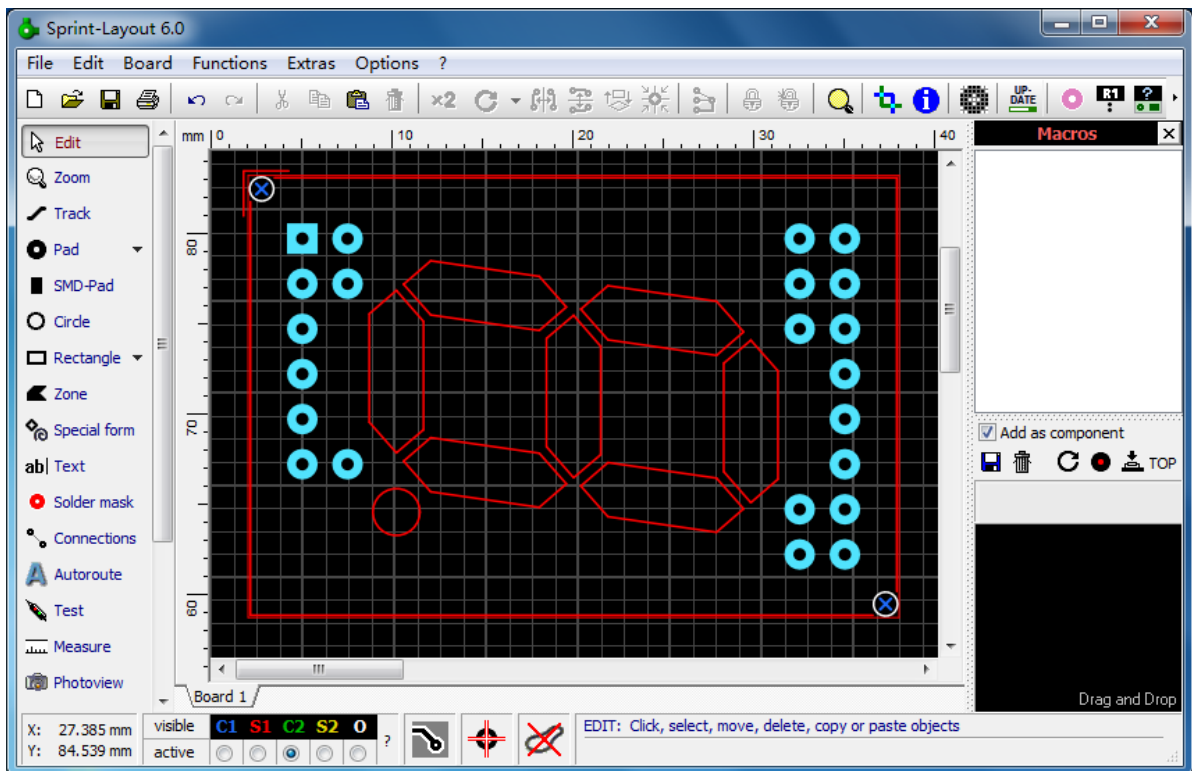 Sprint-Layout 6.0
File Edit Board Functions Extras Options ?
×2 UP-DATE R1 ?
Edit
Zoom
Track
Pad
SMD-Pad
Circle
Rectangle
Zone
Special form
ab| Text
Solder mask
Connections
Autoroute
Test
Measure
Photoview
mm 0 10 20 30 40
80
70
60
Board 1
Macros
Add as component
TOP
Drag and Drop
X: 27.385 mm visible C1 S1 C2 S2 O ? EDIT: Click, select, move, delete, copy or paste objects
Y: 84.539 mm active